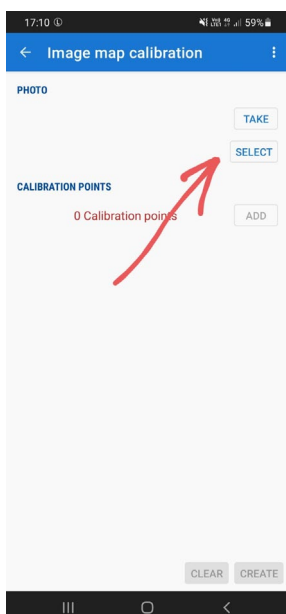 17:10
59%
Image map calibration
PHOTO
TAKE
SELECT
CALIBRATION POINTS
0 Calibration points ADD
CLEAR CREATE